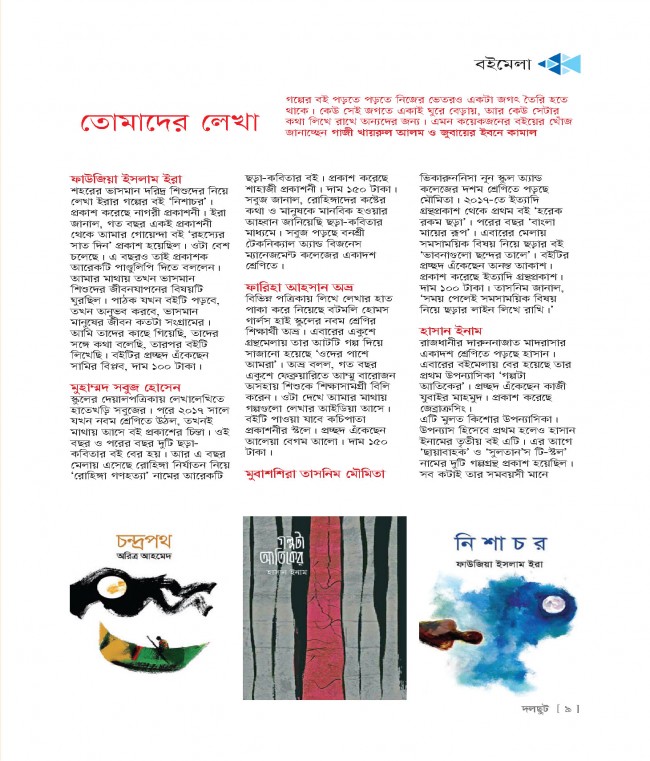 বইমেলা
তোমাদের লেখা
গল্পের বই পড়তে পড়তে নিজের ভেতরও একটা জগৎ তৈরি হতে
থাকে। কেউ সেই জগতে একাই ঘুরে বেড়ায়, আর কেউ সেটার
কথা লিখে রাখে অন্যদের জন্য। এমন কয়েকজনের বইয়ের খোঁজ
জানাচ্ছেন গাজী খায়রুল আলম ও জুবায়ের ইবনে কামাল
ফাউজিয়া ইসলাম ইরা
শহরের ভাসমান দরিদ্র শিশুদের নিয়ে
লেখা ইরার গল্পের বই ‘নিশাচর’।
প্রকাশ করেছে নাগরী প্রকাশনী। ইরা
জানাল, গত বছর একই প্রকাশনী
থেকে আমার গোয়েন্দা বই ‘রহস্যের
সাত দিন’ প্রকাশ হয়েছিল। ওটা বেশ
চলেছে। এ বছরও তাই প্রকাশক
আরেকটি পাণ্ডুলিপি দিতে বললেন।
আমার মাথায় তখন ভাসমান
শিশুদের জীবনযাপনের বিষয়টি
ঘুরছিল। পাঠক যখন বইটি পড়বে,
তখন অনুভব করবে, ভাসমান
মানুষের জীবন কতটা সংগ্রামের।
আমি তাদের কাছে গিয়েছি, তাদের
সঙ্গে কথা বলেছি, তারপর বইটি
লিখেছি। বইটির প্রচ্ছদ এঁকেছেন
সামির বিপ্লব, দাম ১০০ টাকা।
মুহাম্মদ সবুজ হোসেন
স্কুলের দেয়ালপত্রিকায় লেখালেখিতে
হাতেখড়ি সবুজের। পরে ২০১৭ সালে
যখন নবম শ্রেণিতে উঠল, তখনই
মাথায় আসে বই প্রকাশের চিন্তা। ওই
বছর ও পরের বছর দুটি ছড়া-
কবিতার বই বের হয়। আর এ বছর
মেলায় এসেছে রোহিঙ্গা নির্যাতন নিয়ে
‘রোহিঙ্গা গণহত্যা’ নামের আরেকটি
ছড়া-কবিতার বই। প্রকাশ করেছে
শাহাজী প্রকাশনী। দাম ১৫০ টাকা।
সবুজ জানাল, রোহিঙ্গাদের কষ্টের
কথা ও মানুষকে মানবিক হওয়ার
আহ্বান জানিয়েছি ছড়া-কবিতার
মাধ্যমে। সবুজ পড়ছে বনশ্রী
টেকনিক্যাল অ্যান্ড বিজনেস
ম্যানেজমেন্ট কলেজের একাদশ
শ্রেণিতে।
ফারিহা আহসান অভ্র
বিভিন্ন পত্রিকায় লিখে লেখার হাত
পাকা করে নিয়েছে বটমলি হোমস
গার্লস হাই স্কুলের নবম শ্রেণির
শিক্ষার্থী অভ্র। এবারের একুশে
গ্রন্থমেলায় তার আটটি গল্প দিয়ে
সাজানো হয়েছে ‘ওদের পাশে
আমরা’। অভ্র বলল, গত বছর
একুশে ফেব্রুয়ারিতে আম্মু বারোজন
অসহায় শিশুকে শিক্ষাসামগ্রী বিলি
করেন। ওটা দেখে আমার মাথায়
গল্পগুলো লেখার আইডিয়া আসে।
বইটি পাওয়া যাবে কচিপাতা
প্রকাশনীর স্টলে। প্রচ্ছদ এঁকেছেন
আলেয়া বেগম আলো। দাম ১৫০
টাকা।
মুবাশশিরা তাসনিম মৌমিতা
ভিকারুননিসা নূন স্কুল অ্যান্ড
কলেজের দশম শ্রেণিতে পড়ছে
মৌমিতা। ২০১৭-তে ইত্যাদি
গ্রন্থপ্রকাশ থেকে প্রথম বই ‘হরেক
রকম ছড়া’। পরের বছর ‘বাংলা
মায়ের রূপ’। এবারের মেলায়
সমসাময়িক বিষয় নিয়ে ছড়ার বই
‘ভাবনাগুলো ছন্দের তালে’। বইটির
প্রচ্ছদ এঁকেছেন অনন্ত আকাশ।
প্রকাশ করেছে ইত্যাদি গ্রন্থপ্রকাশ।
দাম ১০০ টাকা। তাসনিম জানাল,
‘সময় পেলেই সমসাময়িক বিষয়
নিয়ে ছড়ার লাইন লিখে রাখি।’
হাসান ইনাম
রাজধানীর দারুননাজাত মাদরাসার
একাদশ শ্রেণিতে পড়ছে হাসান।
এবারের বইমেলায় বের হয়েছে তার
প্রথম উপন্যাসিকা ‘গল্পটা
আতিকের’। প্রচ্ছদ এঁকেছেন কাজী
যুবাইর মাহমুদ। প্রকাশ করেছে
জেব্রাক্রসিং।
এটি মূলত কিশোর উপন্যাসিকা।
উপন্যাস হিসেবে প্রথম হলেও হাসান
ইনামের তৃতীয় বই এটি। এর আগে
‘ছায়াবাহক’ ও ‘সুলতান'স টি-স্টল’
নামের দুটি গল্পগ্রন্থ প্রকাশ হয়েছিল।
সব কটাই তার সমবয়সী মানে
চন্দ্রপথ
অরিত্র আহমেদ
গল্পটা
আতিকের
হাসান ইনাম
নিশাচর
ফাউজিয়া ইসলাম ইরা
দলছুট [ ৯ ]